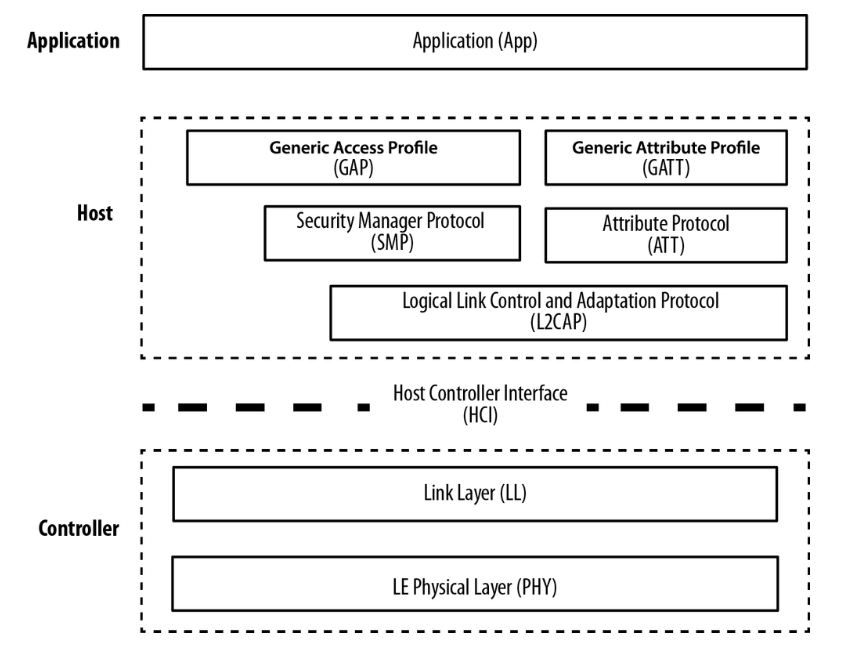 Application
Application (App)
Host
Generic Access Profile
(GAP)
Generic Attribute Profile
(GATT)
Security Manager Protocol
(SMP)
Attribute Protocol
(ATT)
Logical Link Control and Adaptation Protocol
(L2CAP)
Host Controller Interface
(HCI)
Controller
Link Layer (LL)
LE Physical Layer (PHY)